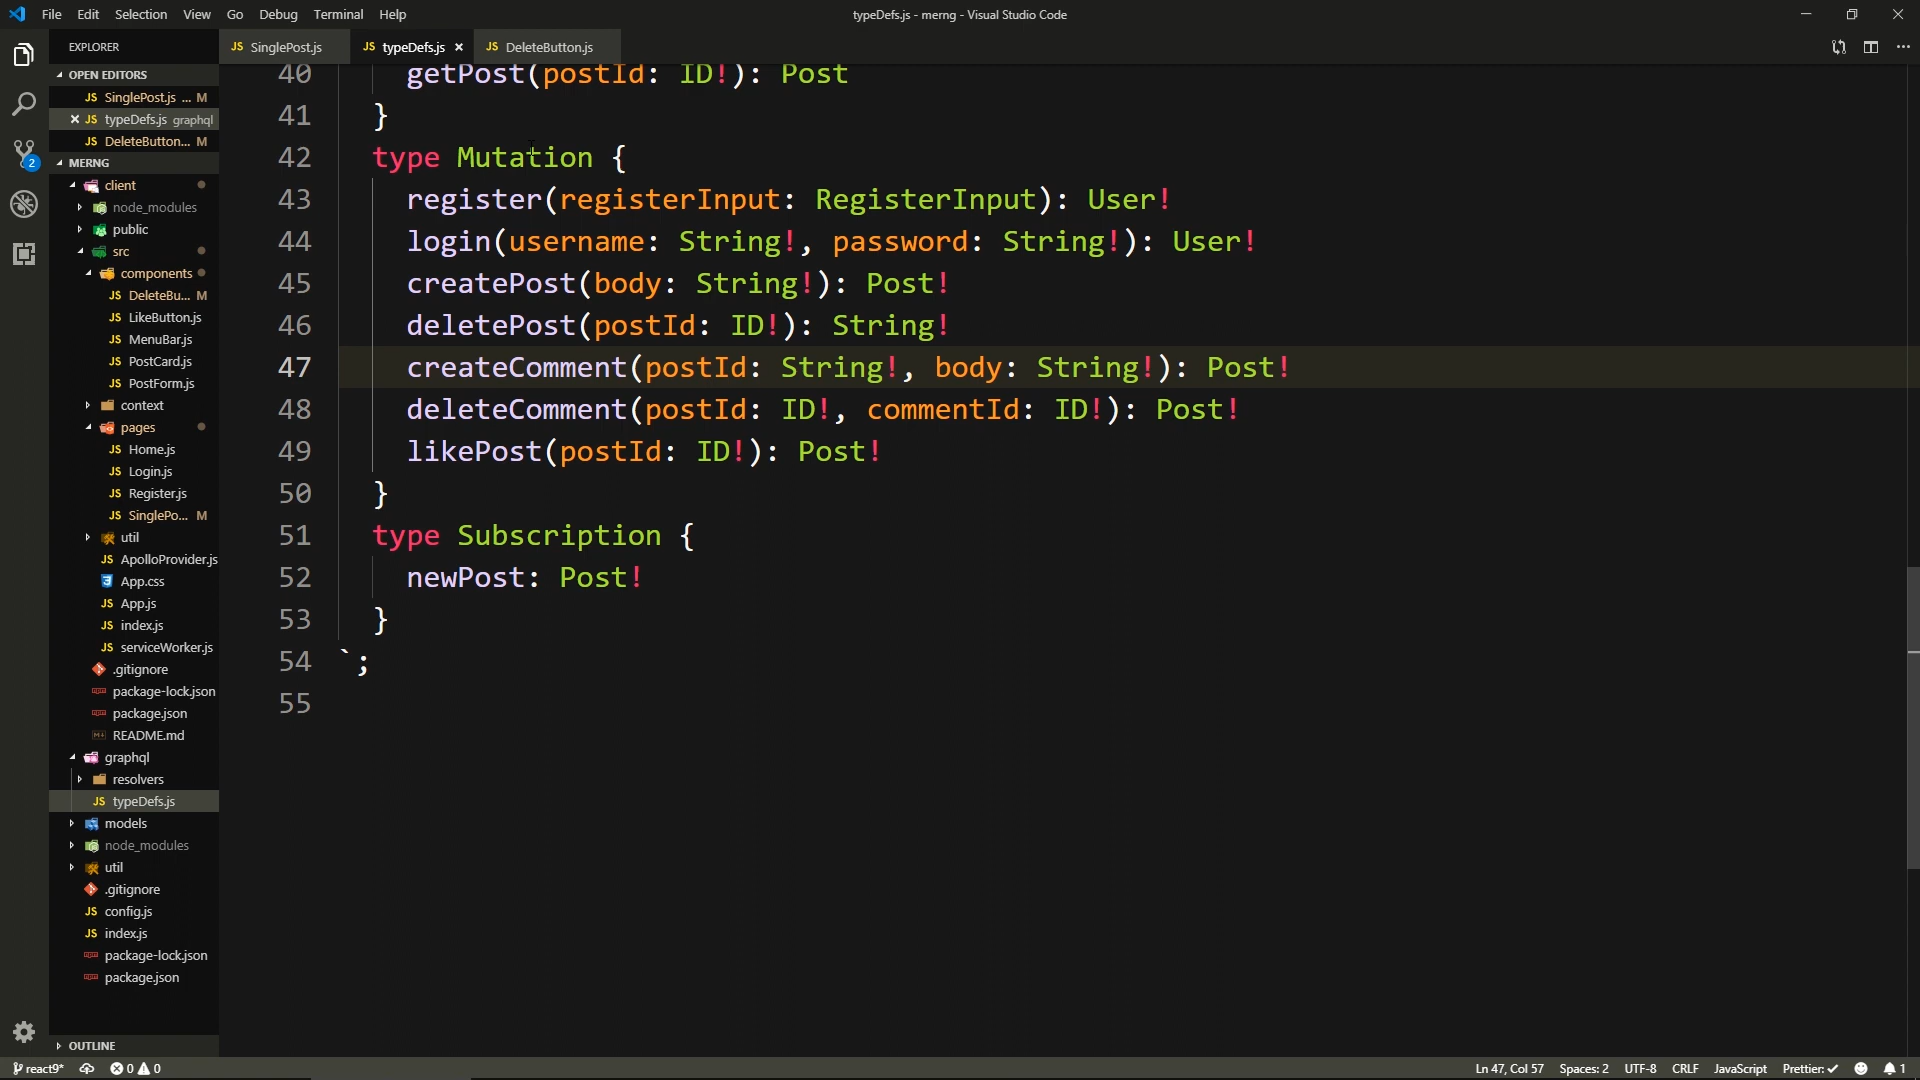 File Edit Selection View Go Debug Terminal Help
typeDefs.js - merng - Visual Studio Code
EXPLORER
JS SinglePost.js
JS typeDefs.js
JS DeleteButton.js
OPEN EDITORS
JS SinglePost.js ... M
JS typeDefs.js graphql
JS DeleteButton... M
MERNG
client
node_modules
public
src
components
JS DeleteBu... M
JS LikeButton.js
JS MenuBar.js
JS PostCard.js
JS PostForm.js
context
pages
JS Home.js
JS Login.js
JS Register.js
JS SinglePo... M
util
JS ApolloProvider.js
App.css
JS App.js
JS index.js
JS serviceWorker.js
.gitignore
package-lock.json
package.json
README.md
graphql
resolvers
JS typeDefs.js
models
node_modules
util
.gitignore
JS config.js
JS index.js
package-lock.json
package.json
OUTLINE
40 getPost(postId: ID!): Post
41 }
42 type Mutation {
43 register(registerInput: RegisterInput): User!
44 login(username: String!, password: String!): User!
45 createPost(body: String!): Post!
46 deletePost(postId: ID!): String!
47 createComment(postId: String!, body: String!): Post!
48 deleteComment(postId: ID!, commentId: ID!): Post!
49 likePost(postId: ID!): Post!
50 }
51 type Subscription {
52 newPost: Post!
53 }
54 `;
55
2
react9* 0 0
Ln 47, Col 57 Spaces: 2 UTF-8 CRLF JavaScript Prettier: ✓ 1